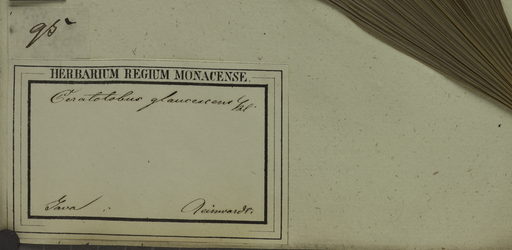 95
HERBARIUM REGIUM MONACENSE.
Ceratolobus glaucescens Bl.
Java. Reinwardt.